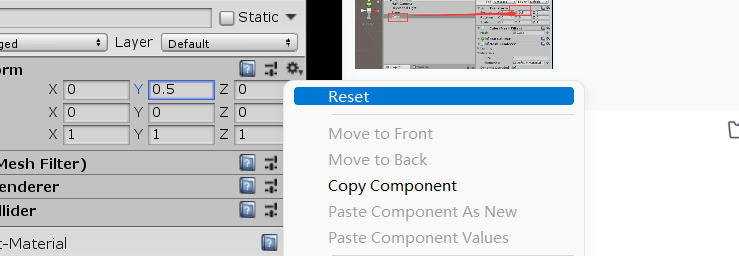 Static
ged Layer Default
orm
X 0 Y 0.5 Z 0
X 0 Y 0 Z 0
X 1 Y 1 Z 1
Mesh Filter)
enderer
llider
t-Material
Reset
Move to Front
Move to Back
Copy Component
Paste Component As New
Paste Component Values